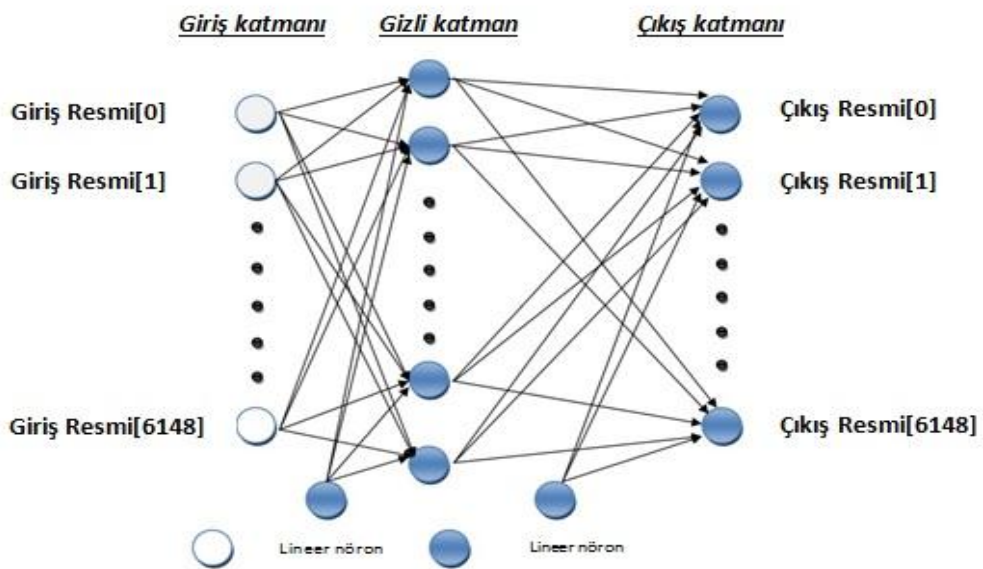 Giriş katmanı Gizli katman Çıkış katmanı
Giriş Resmi[0] Çıkış Resmi[0]
Giriş Resmi[1] Çıkış Resmi[1]
Giriş Resmi[6148] Çıkış Resmi[6148]
Lineer nöron Lineer nöron